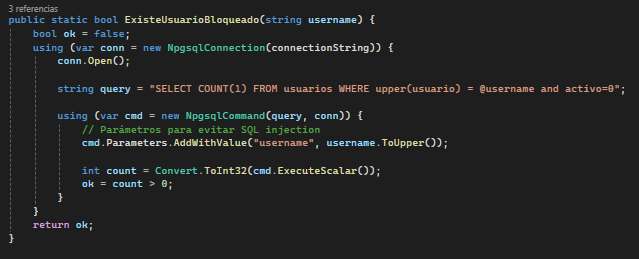 3 referencias
public static bool ExisteUsuarioBloqueado(string username) {
bool ok = false;
using (var conn = new NpgsqlConnection(connectionString)) {
conn.Open();
string query = "SELECT COUNT(1) FROM usuarios WHERE upper(usuario) = @username and activo=0";
using (var cmd = new NpgsqlCommand(query, conn)) {
// Parámetros para evitar SQL injection
cmd.Parameters.AddWithValue("username", username.ToUpper());
int count = Convert.ToInt32(cmd.ExecuteScalar());
ok = count > 0;
}
}
return ok;
}